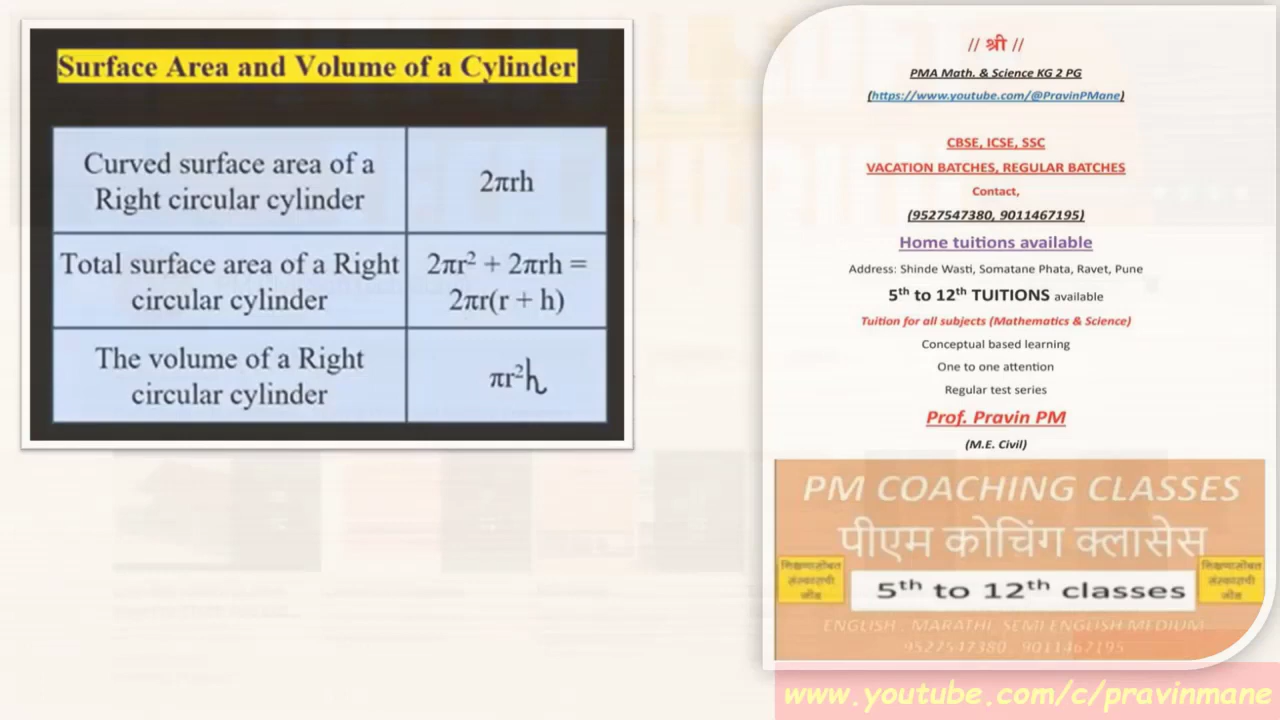 Surface Area and Volume of a Cylinder
Curved surface area of a
Right circular cylinder
2πrh
Total surface area of a Right
circular cylinder
2πr² + 2πrh =
2πr(r + h)
The volume of a Right
circular cylinder
πr²h
// श्री //
PMA Math. & Science KG 2 PG
(https://www.youtube.com/@PravinPMane)
CBSE, ICSE, SSC
VACATION BATCHES, REGULAR BATCHES
Contact,
(9527547380, 9011467195)
Home tuitions available
Address: Shinde Wasti, Somatane Phata, Ravet, Pune
5th to 12th TUITIONS available
Tuition for all subjects (Mathematics & Science)
Conceptual based learning
One to one attention
Regular test series
Prof. Pravin PM
(M.E. Civil)
PM COACHING CLASSES
पीएम कोचिंग क्लासेस
शिक्षणासोबत
संस्काराची
जोड
5th to 12th classes
शिक्षणासोबत
संस्काराची
जोड
ENGLISH , MARATHI, SEMI ENGLISH MEDIUM
9527547380 , 9011467195
www.youtube.com/c/pravinmane